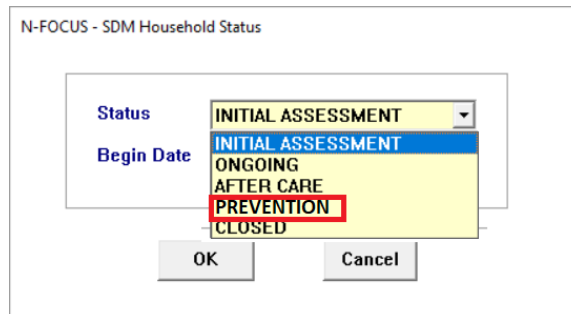 N-FOCUS - SDM Household Status
Status
INITIAL ASSESSMENT
INITIAL ASSESSMENT
Begin Date
ONGOING
AFTER CARE
PREVENTION
CLOSED
OK
Cancel